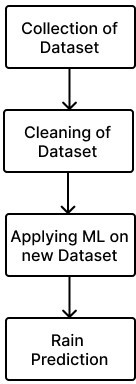 Collection of
Dataset
Cleaning of
Dataset
Applying ML on
new Dataset
Rain
Prediction